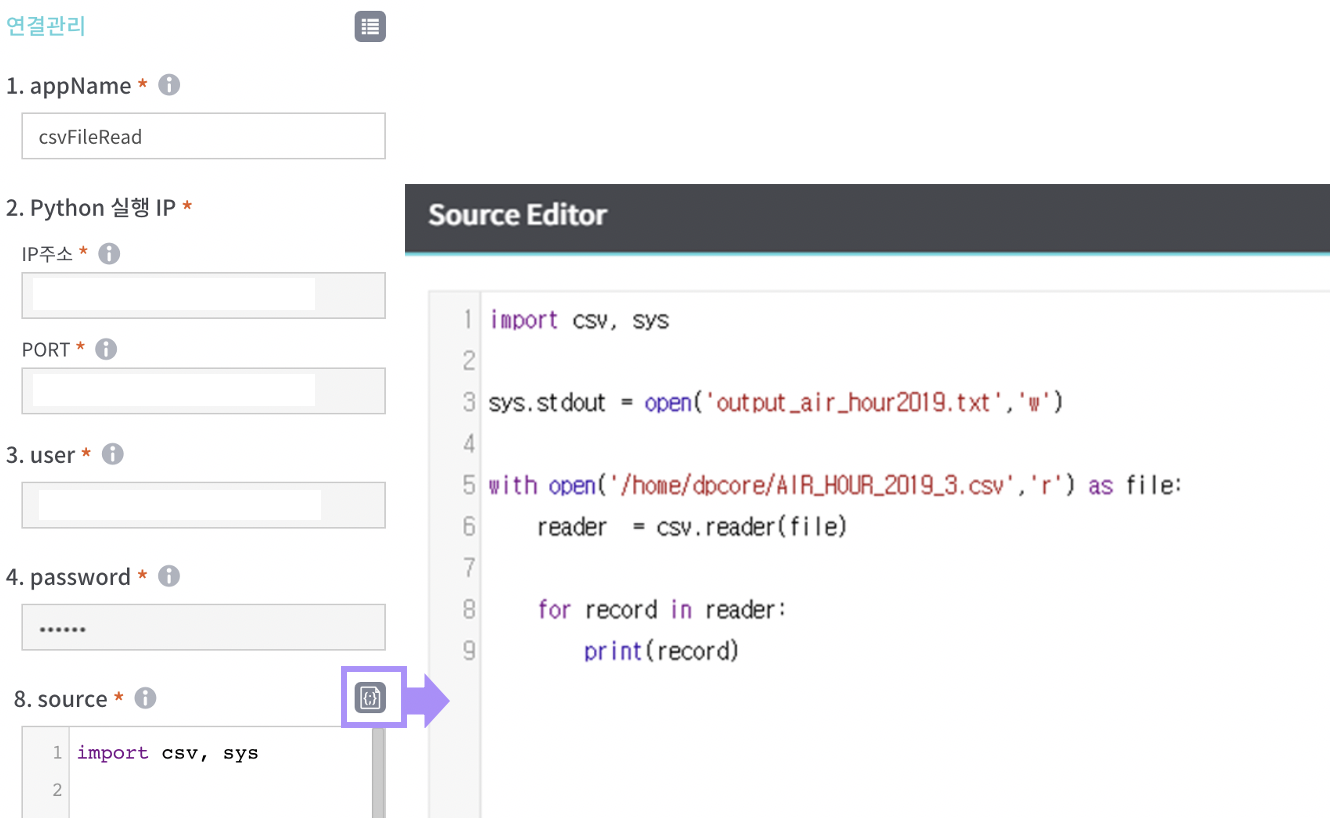 연결관리
1. appName *
csvFileRead
2. Python 실행 IP *
IP주소 *
PORT *
3. user *
4. password *
••••••
8. source *
1 import csv, sys
2
Source Editor
1 import csv, sys
2
3 sys.stdout = open('output_air_hour2019.txt','w')
4
5 with open('/home/dpcore/AIR_HOUR_2019_3.csv','r') as file:
6     reader  = csv.reader(file)
7
8     for record in reader:
9         print(record)